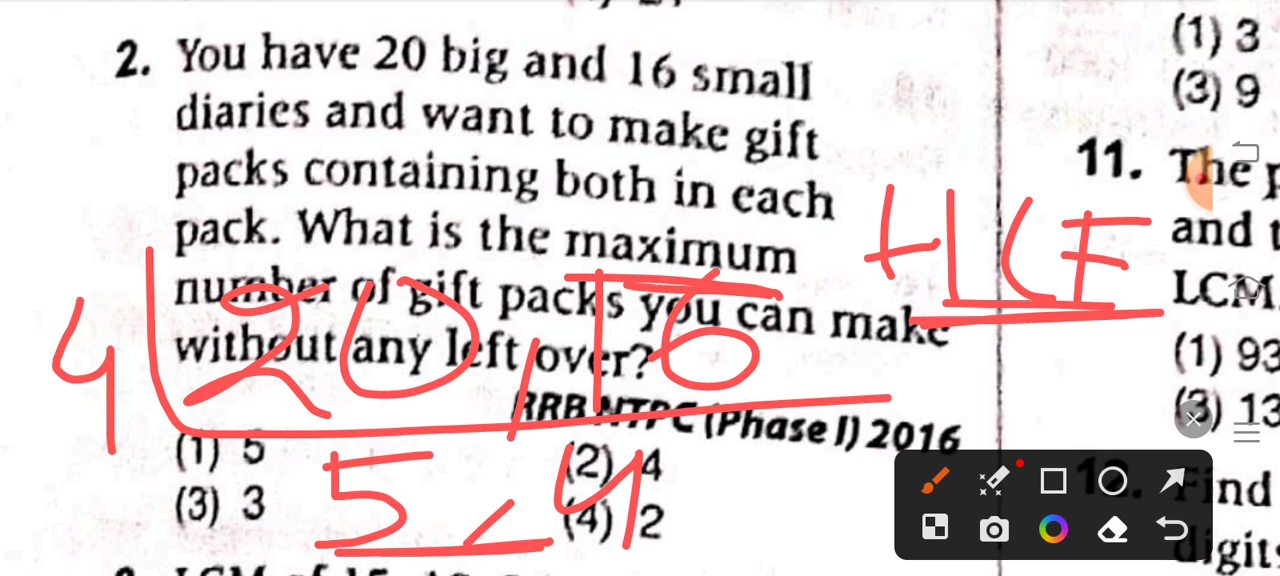 2. You have 20 big and 16 small
diaries and want to make gift
packs containing both in each
pack. What is the maximum
number of gift packs you can make
without any left over?
RRB NTPC (Phase I) 2016
(1) 5 (2) 4
(3) 3 (4) 2
HCF
4 20, 16
5, 4
(1) 3
(3) 9
11. The
and
LCM
(1) 93
(3) 13
12. Find
digit